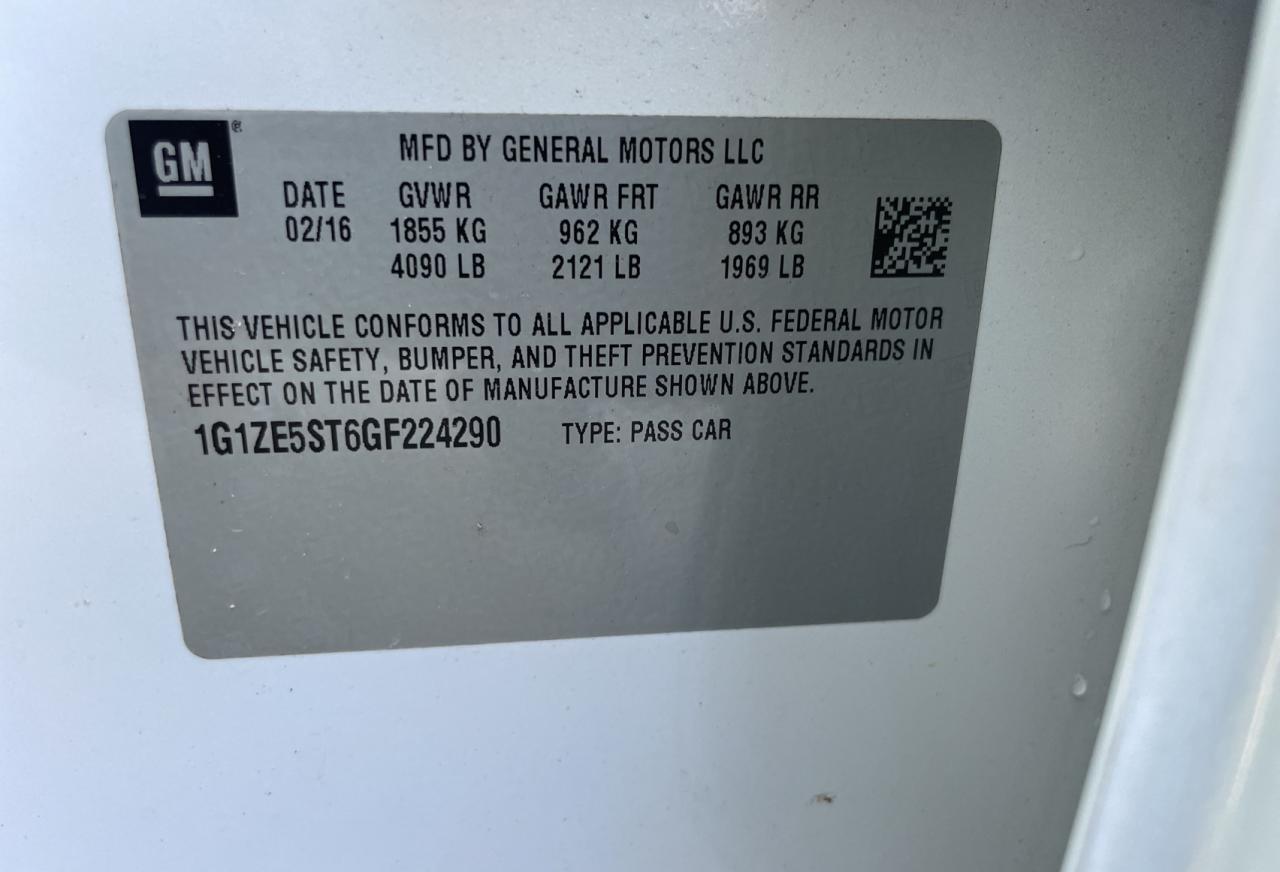 GM®
MFD BY GENERAL MOTORS LLC
DATE GVWR GAWR FRT GAWR RR
02/16 1855 KG 962 KG 893 KG
4090 LB 2121 LB 1969 LB
THIS VEHICLE CONFORMS TO ALL APPLICABLE U.S. FEDERAL MOTOR
VEHICLE SAFETY, BUMPER, AND THEFT PREVENTION STANDARDS IN
EFFECT ON THE DATE OF MANUFACTURE SHOWN ABOVE.
1G1ZE5ST6GF224290 TYPE: PASS CAR